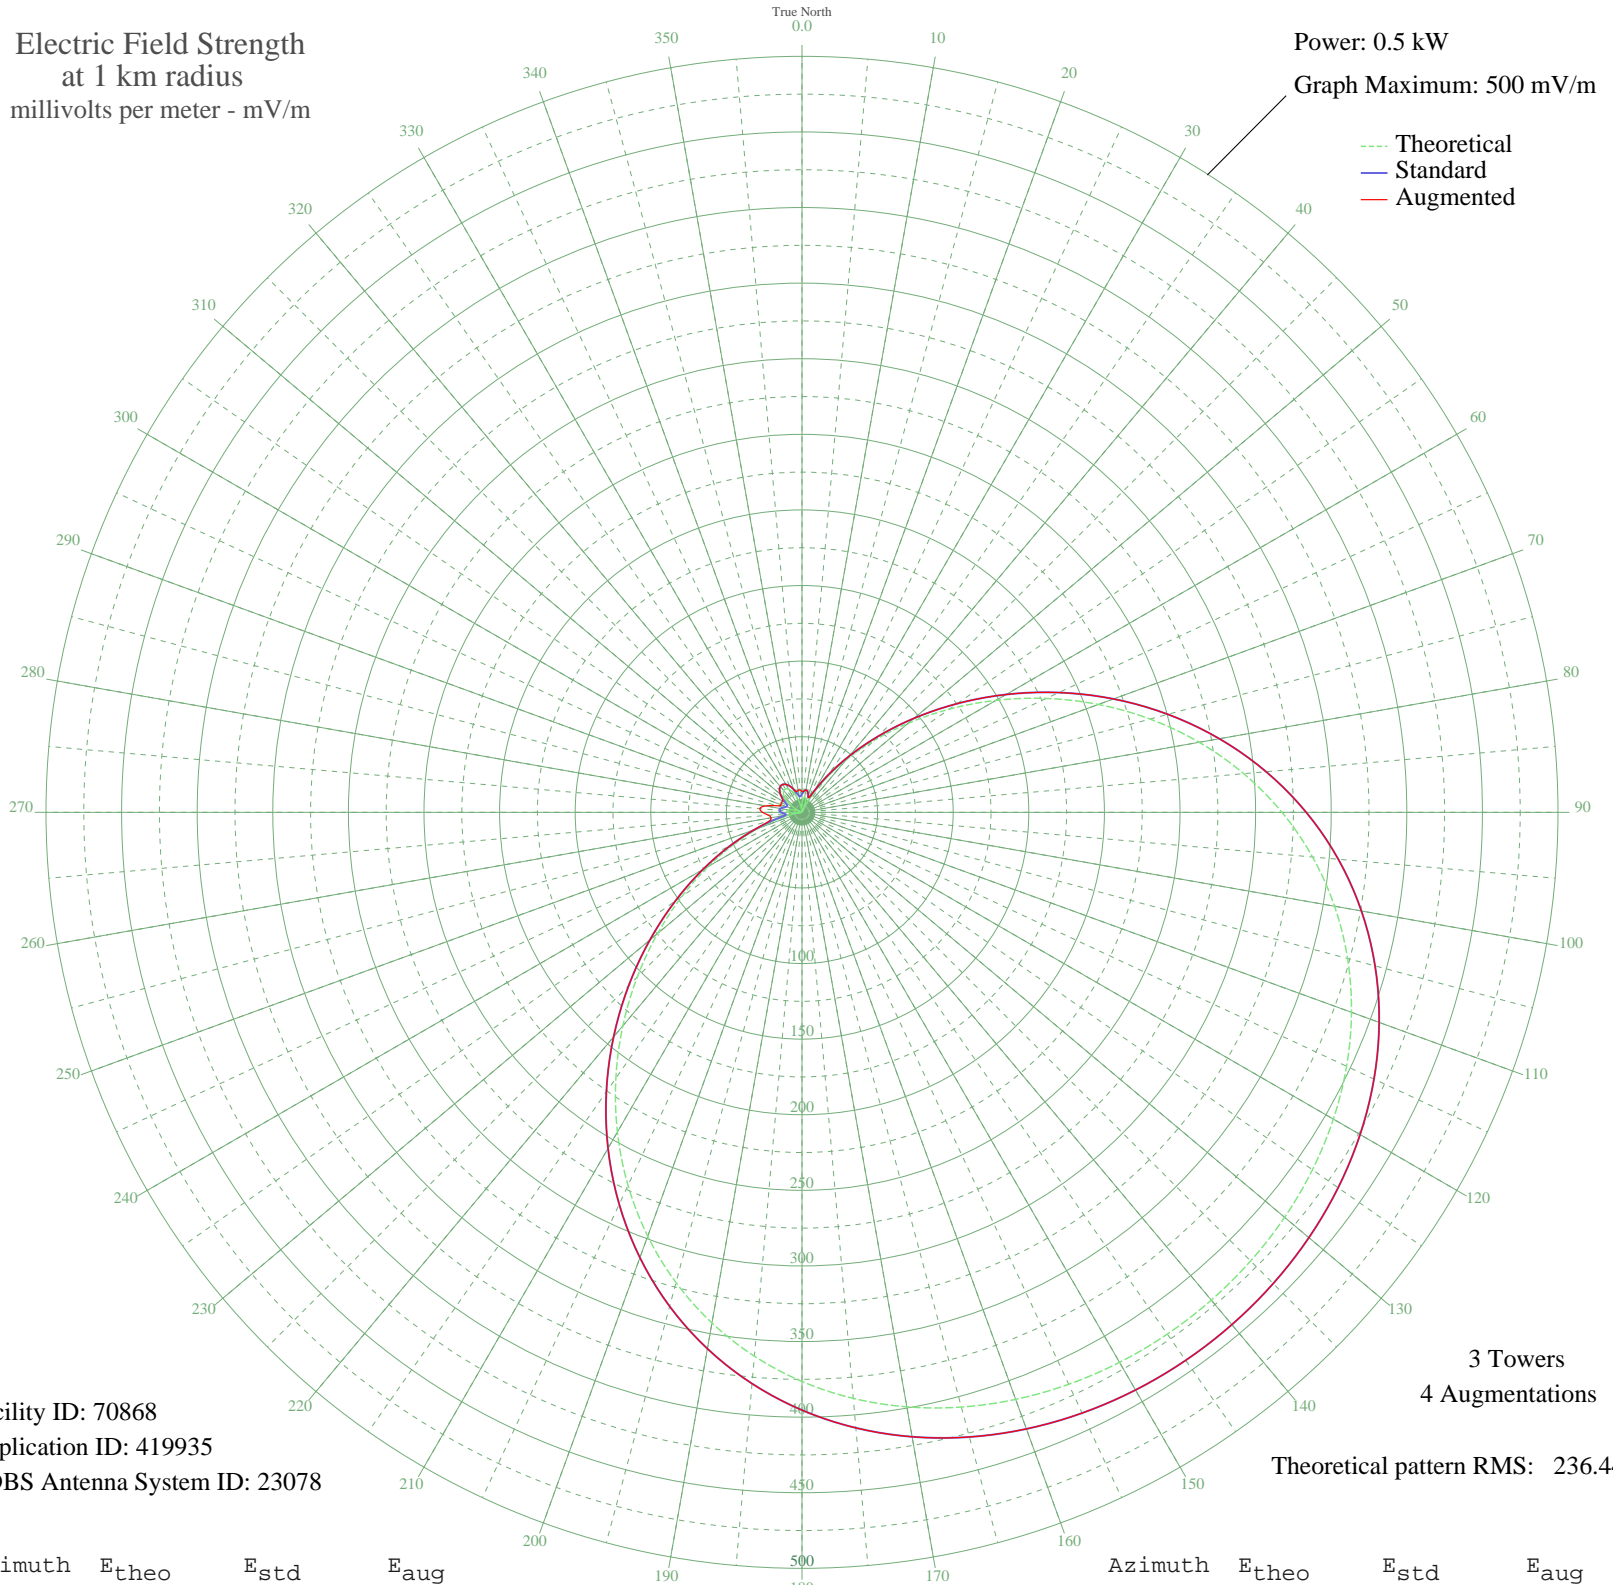 True North
Electric Field Strength
at 1 km radius
millivolts per meter - mV/m
Power: 0.5 kW
Graph Maximum: 500 mV/m
Theoretical
Standard
Augmented
0.0
10
20
30
40
50
60
70
80
90
100
110
120
130
140
150
160
170
190
200
210
220
230
240
250
260
270
280
290
300
310
320
330
340
350
100
150
200
250
300
350
400
450
500
3 Towers
4 Augmentations
Theoretical pattern RMS: 236.4
cility ID: 70868
plication ID: 419935
DBS Antenna System ID: 23078
imuth Etheo Estd Eaug
Azimuth Etheo Estd Eaug